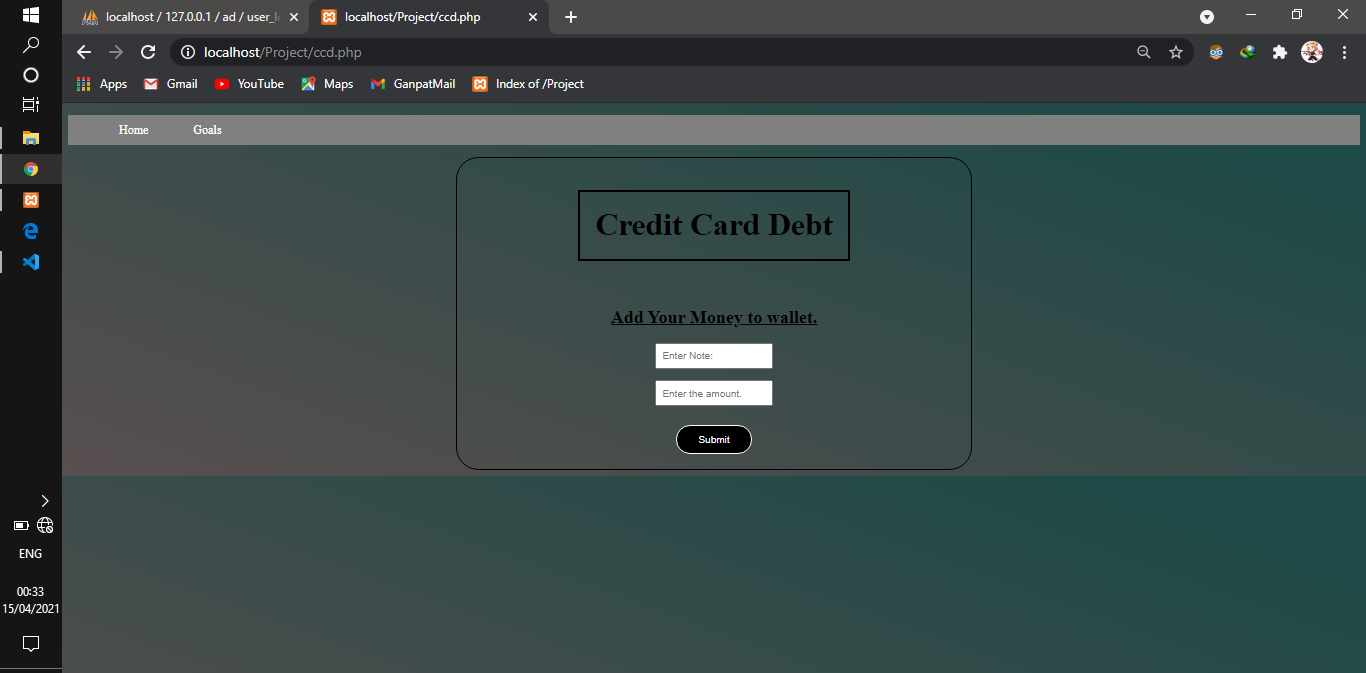 localhost / 127.0.0.1 / ad / user_l
localhost/Project/ccd.php
localhost/Project/ccd.php
Apps Gmail YouTube Maps GanpatMail Index of /Project
Home Goals
Credit Card Debt
Add Your Money to wallet.
Enter Note:
Enter the amount.
Submit
ENG
00:33
15/04/2021